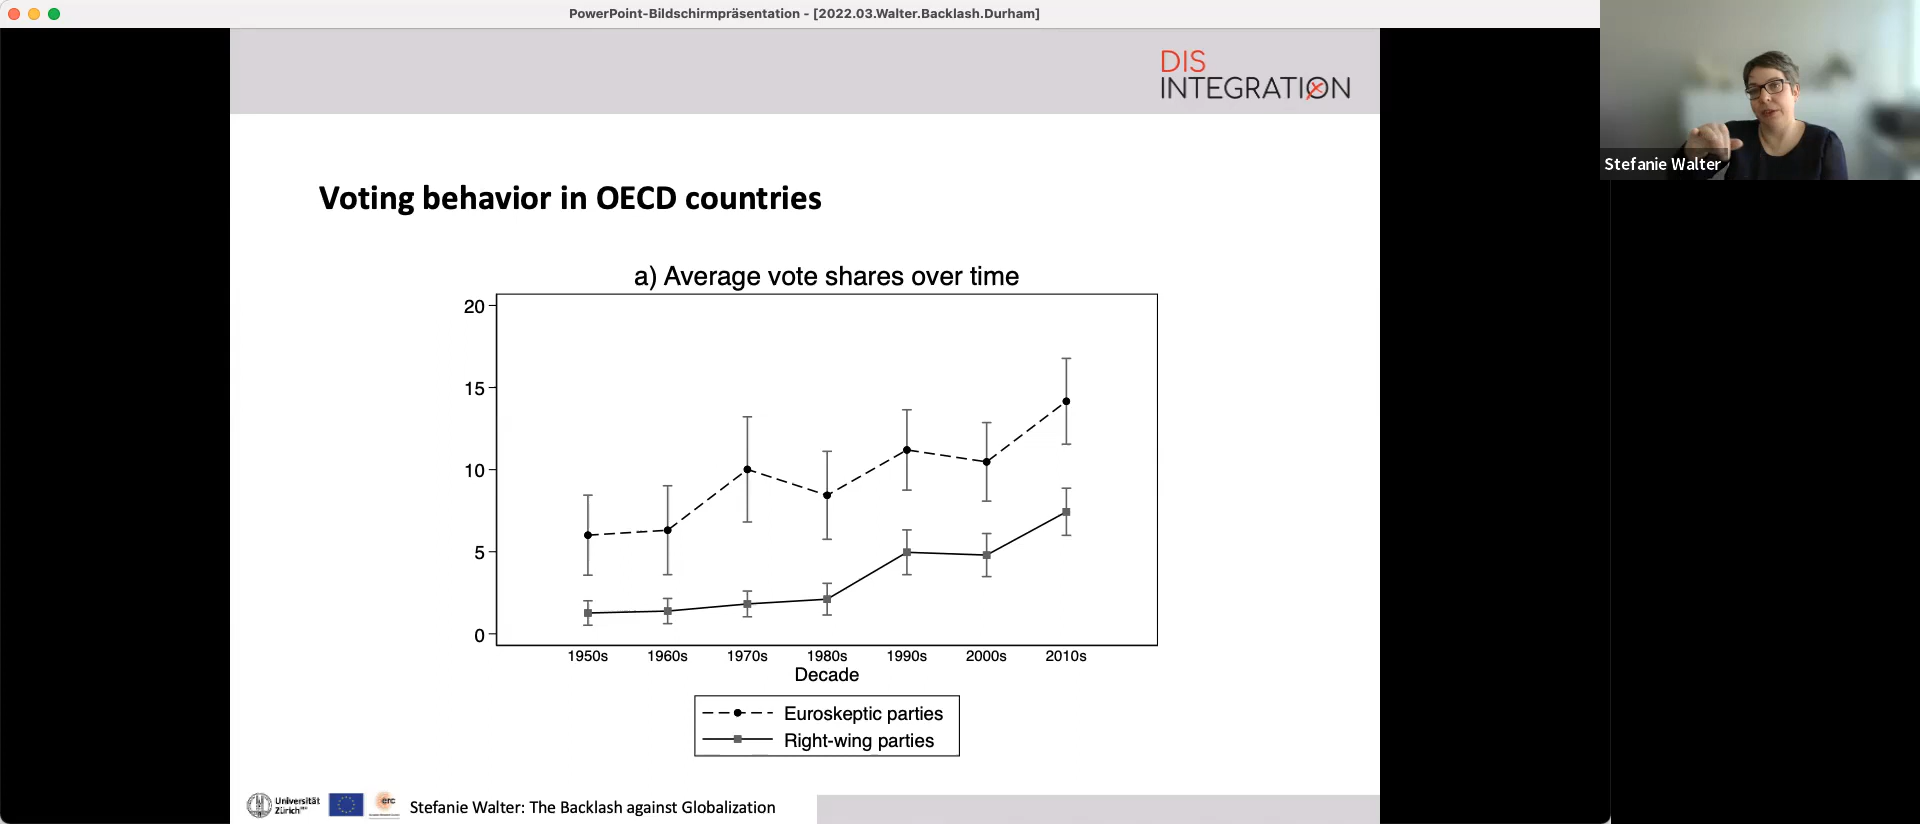 PowerPoint-Bildschirmpräsentation - [2022.03.Walter.Backlash.Durham]
DIS
INTEGRATION
Stefanie Walter
Voting behavior in OECD countries
a) Average vote shares over time
20
15
10
5
0
1950s 1960s 1970s 1980s 1990s 2000s 2010s
Decade
Euroskeptic parties
Right-wing parties
Universität
Zürich
erc
Stefanie Walter: The Backlash against Globalization